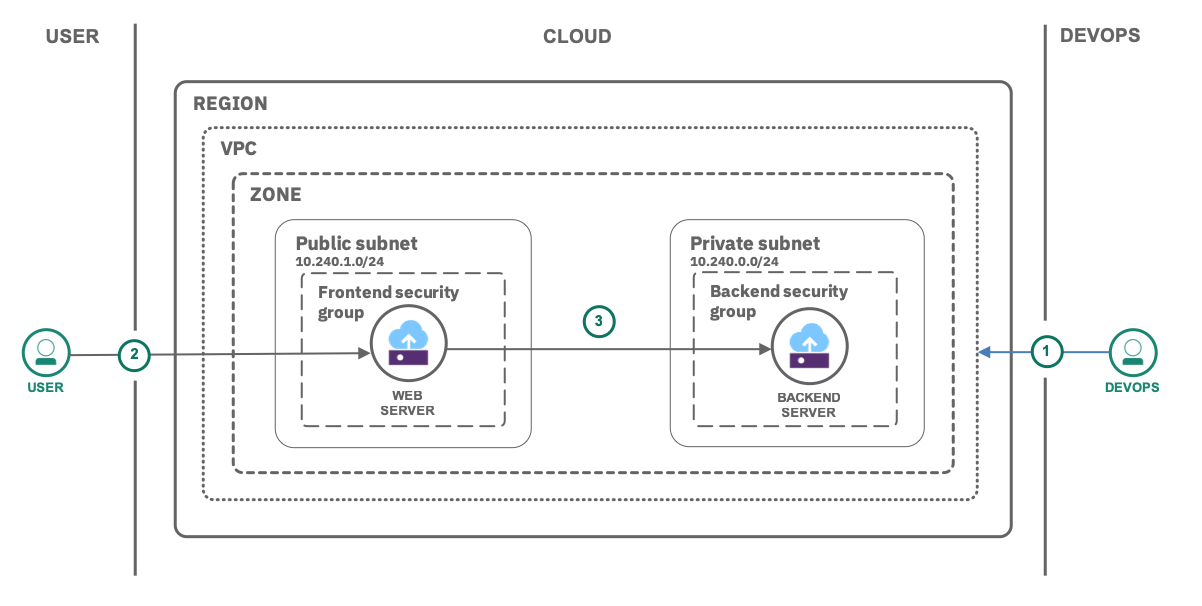 USER
CLOUD
DEVOPS
REGION
VPC
ZONE
Public subnet
10.240.1.0/24
Frontend security
group
WEB
SERVER
Private subnet
10.240.0.0/24
Backend security
group
BACKEND
SERVER
2
3
1
USER
DEVOPS